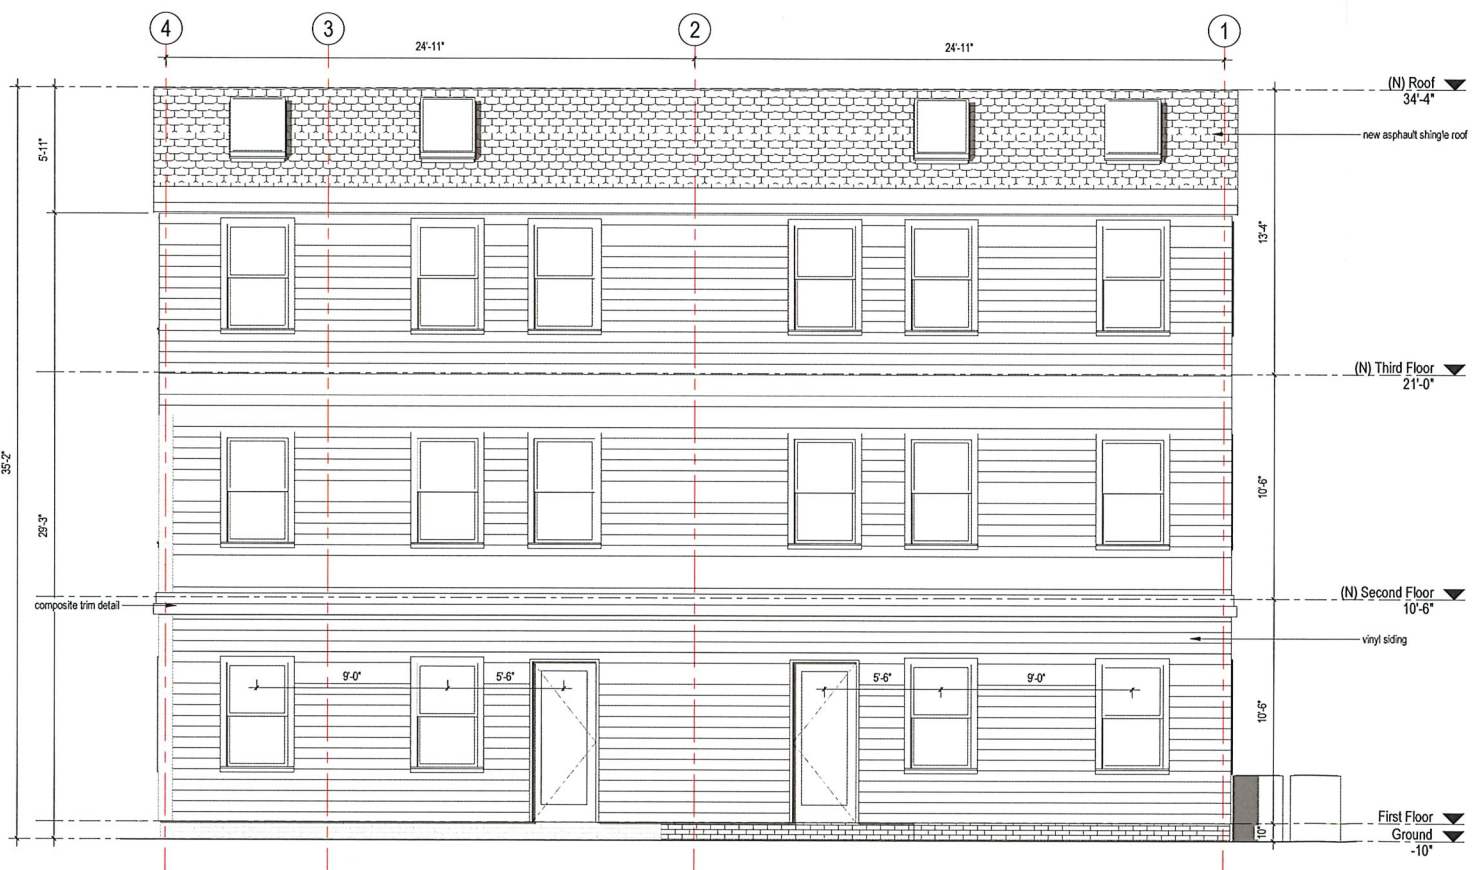 4
3
2
1
24'-11"
24'-11"
(N) Roof
34'-4"
new asphault shingle roof
5'-11"
13'-4"
(N) Third Floor
21'-0"
35'-2"
29'-3"
10'-6"
composite trim detail
(N) Second Floor
10'-6"
vinyl siding
9'-0"
5'-6"
5'-6"
9'-0"
10'-6"
First Floor
10"
Ground
-10"